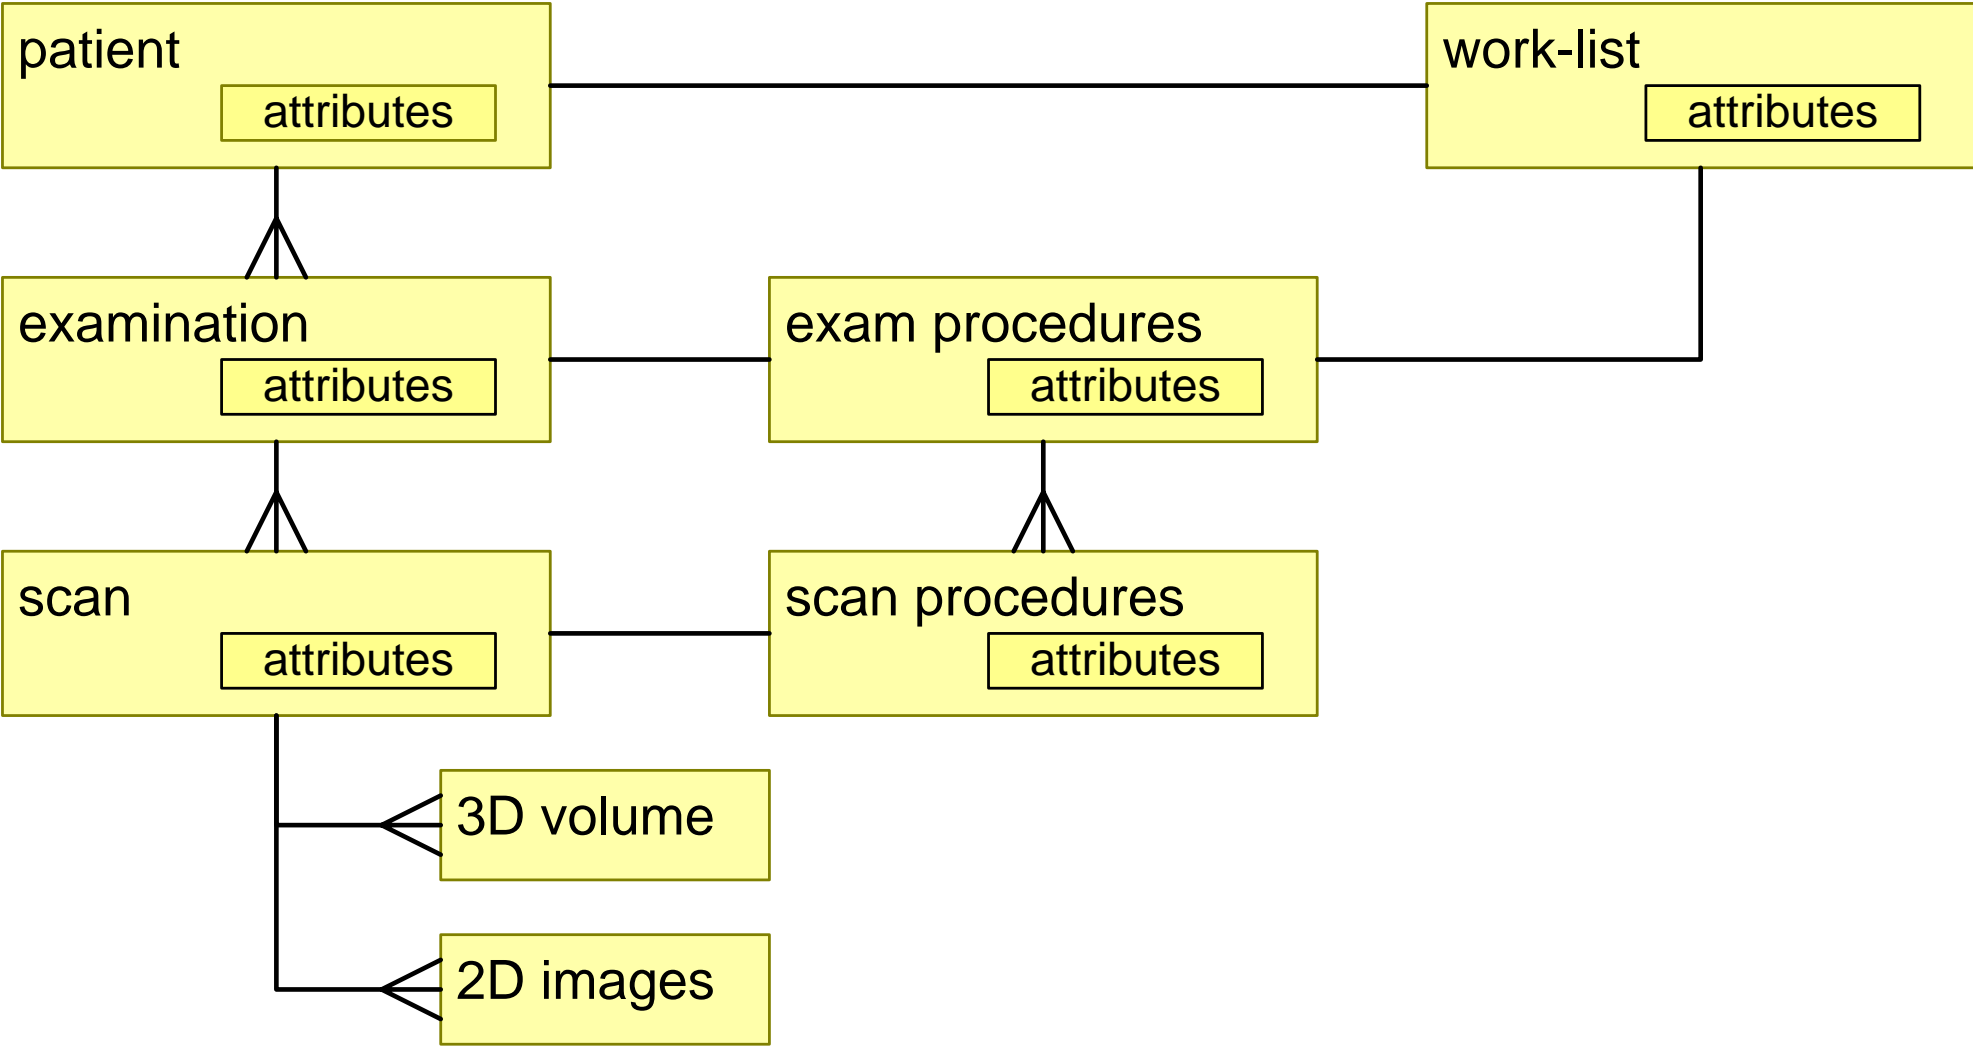 patient
attributes
work-list
attributes
examination
attributes
exam procedures
attributes
scan
attributes
scan procedures
attributes
3D volume
2D images